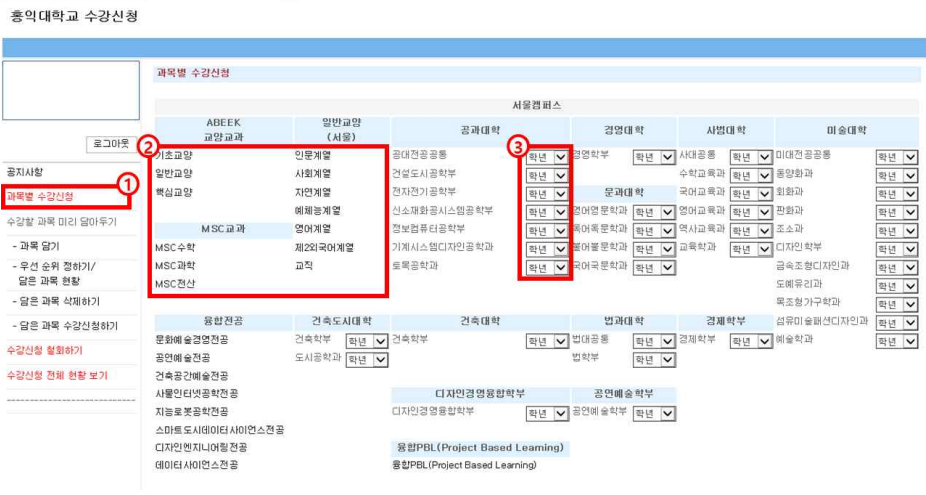 홍익대학교 수강신청
로그아웃
공지사항
① 과목별 수강신청
수강할 과목 미리 담아두기
- 과목 담기
- 우선 순위 정하기/
담은 과목 현황
- 담은 과목 삭제하기
- 담은 과목 수강신청하기
수강신청 철회하기
수강신청 전체 현황 보기
------------------------------
과목별 수강신청
서울캠퍼스
②
ABEEK
교양교과
기초교양
일반교양
핵심교양
MSC교과
MSC수학
MSC과학
MSC전산
일반교양
(서울)
인문계열
사회계열
자연계열
예체능계열
영어계열
제2외국어계열
교직
③
공과대학
공대전공공통 학년
건설도시공학부 학년
전자전기공학부 학년
신소재화공시스템공학부 학년
정보컴퓨터공학부 학년
기계시스템디자인공학과 학년
토목공학과 학년
경영대학
경영학부 학년
문과대학
영어영문학과 학년
독어독문학과 학년
불어불문학과 학년
국어국문학과 학년
사범대학
사대공통 학년
수학교육과 학년
국어교육과 학년
영어교육과 학년
역사교육과 학년
교육학과 학년
미술대학
미대전공공통 학년
동양화과 학년
회화과 학년
판화과 학년
조소과 학년
디자인학부 학년
금속조형디자인과 학년
도예유리과 학년
목조형가구학과 학년
섬유미술패션디자인과 학년
예술학과 학년
융합전공
문화예술경영전공
공연예술전공
건축공간예술전공
사물인터넷공학전공
지능로봇공학전공
스마트도시데이터사이언스전공
디자인엔지니어링전공
데이터사이언스전공
건축도시대학
건축학부 학년
도시공학과 학년
건축대학
건축학부 학년
법과대학
법대공통 학년
법학부 학년
경제학부
경제학부 학년
디자인경영융합학부
디자인경영융합학부 학년
공연예술학부
공연예술학부 학년
융합PBL(Project Based Learning)
융합PBL(Project Based Learning)